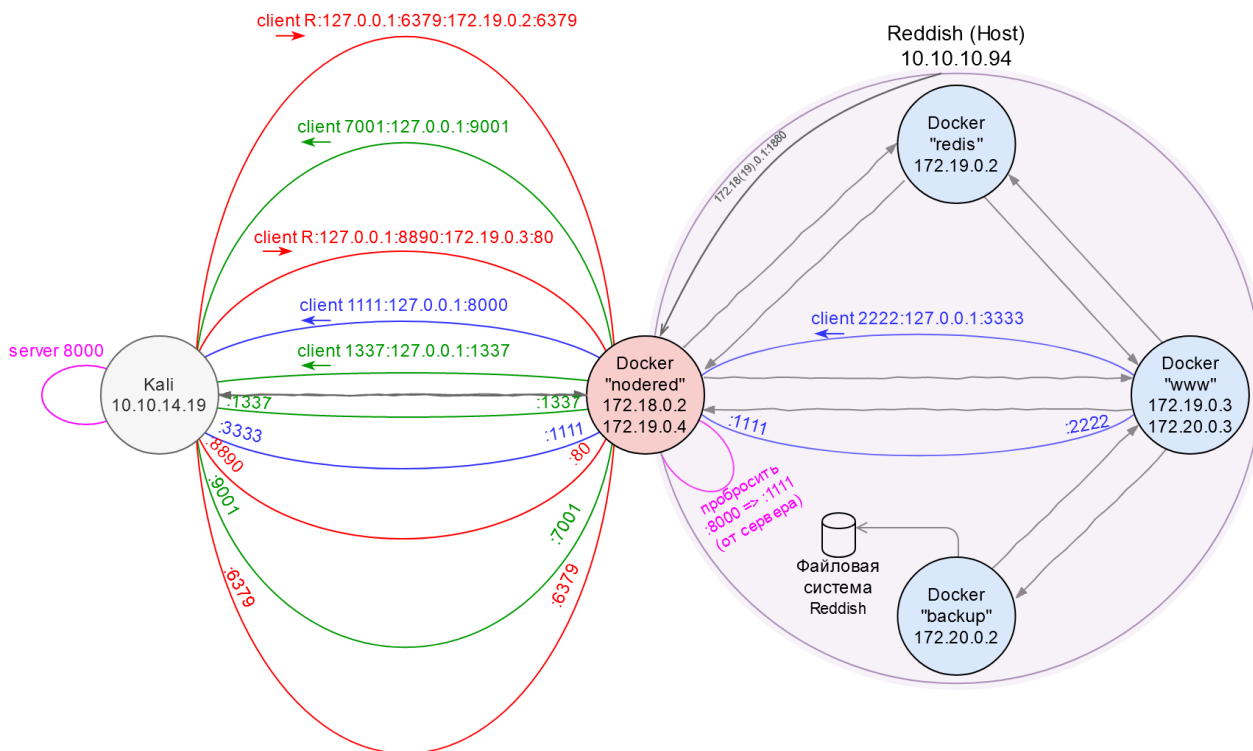 client R:127.0.0.1:6379:172.19.0.2:6379
Reddish (Host)
10.10.10.94
client 7001:127.0.0.1:9001
Docker
"redis"
172.19.0.2
172.18(19).0.1:1880
client R:127.0.0.1:8890:172.19.0.3:80
client 1111:127.0.0.1:8000
client 2222:127.0.0.1:3333
server 8000
client 1337:127.0.0.1:1337
Kali
10.10.14.19
Docker
"nodered"
172.18.0.2
172.19.0.4
Docker
"www"
172.19.0.3
172.20.0.3
:1337
:1337
:3333
:1111
:1111
:2222
:8890
:80
:9001
:7001
:6379
:6379
пробросить
:8000 => :1111
(от сервера)
Файловая
система
Reddish
Docker
"backup"
172.20.0.2